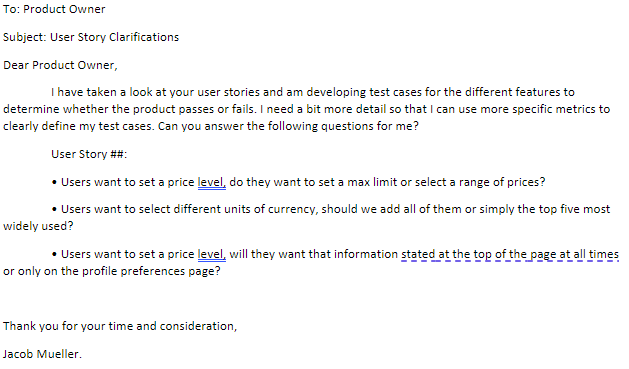 To: Product Owner
Subject: User Story Clarifications
Dear Product Owner,
I have taken a look at your user stories and am developing test cases for the different features to
determine whether the product passes or fails. I need a bit more detail so that I can use more specific metrics to
clearly define my test cases. Can you answer the following questions for me?
User Story ##:
• Users want to set a price level, do they want to set a max limit or select a range of prices?
• Users want to select different units of currency, should we add all of them or simply the top five most
widely used?
• Users want to set a price level, will they want that information stated at the top of the page at all times
or only on the profile preferences page?
Thank you for your time and consideration,
Jacob Mueller.